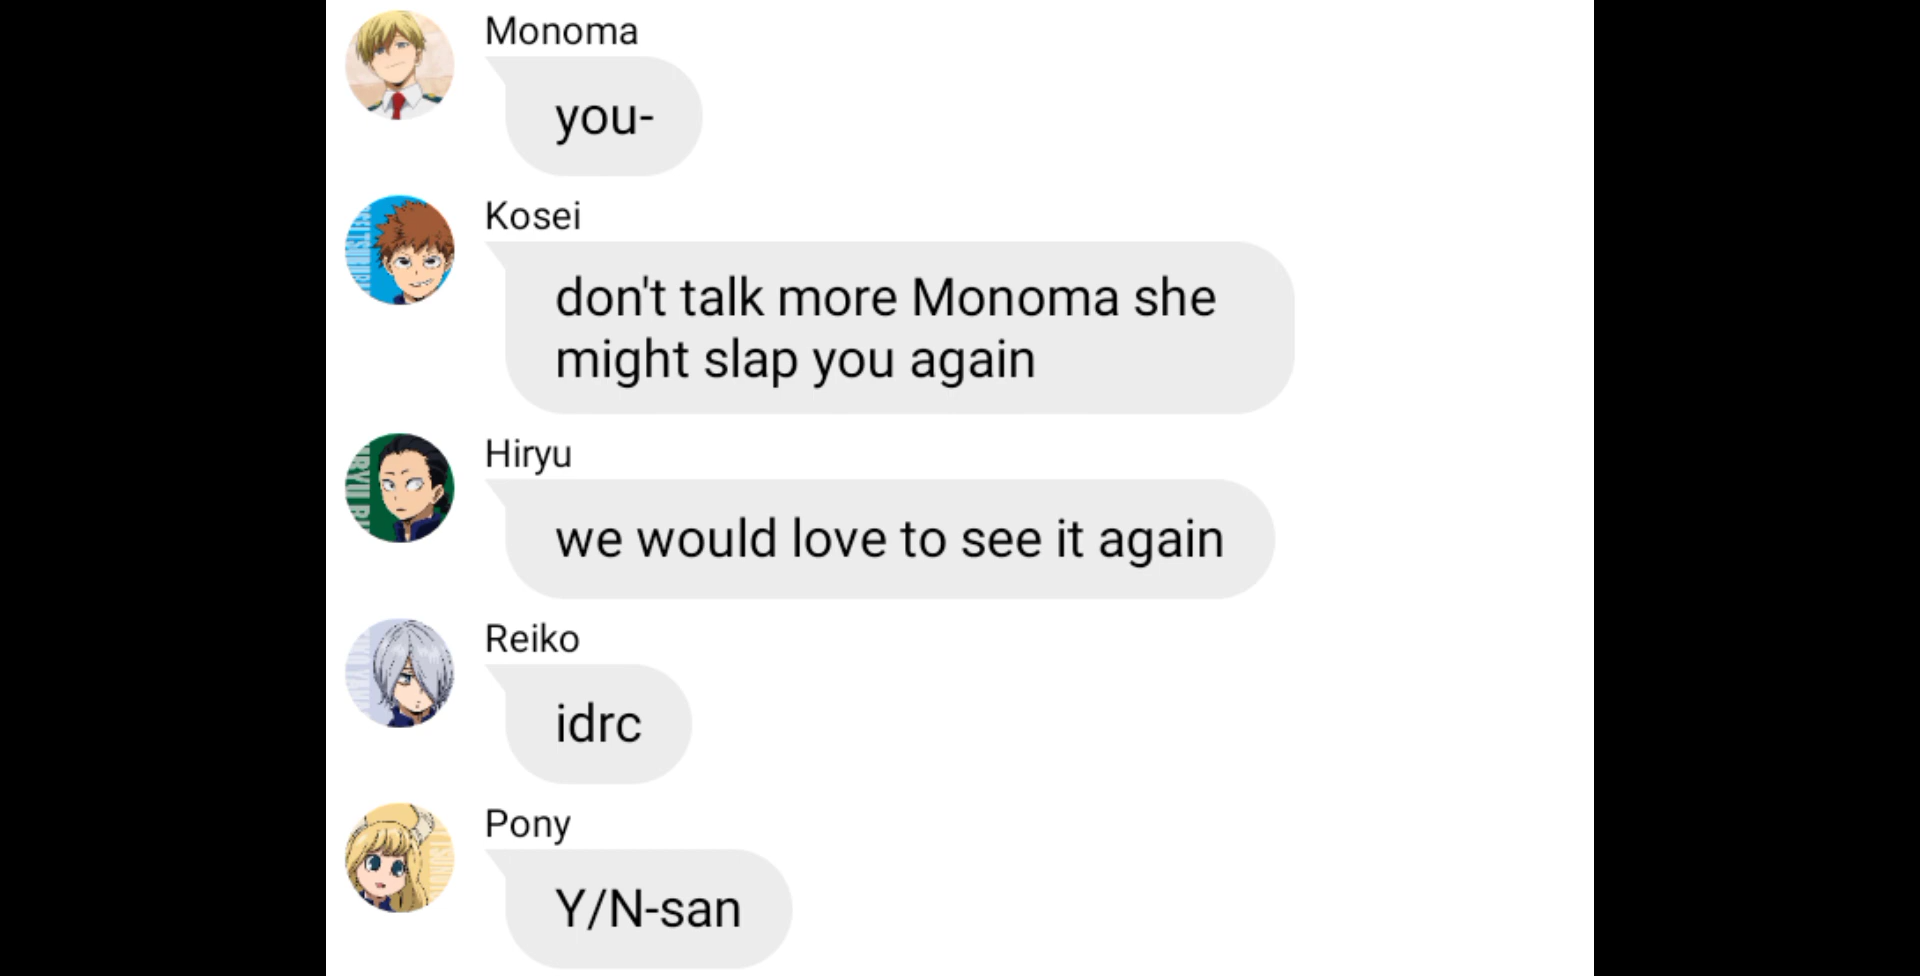 Monoma
you-
Kosei
don't talk more Monoma she
might slap you again
Hiryu
we would love to see it again
Reiko
idrc
Pony
Y/N-san